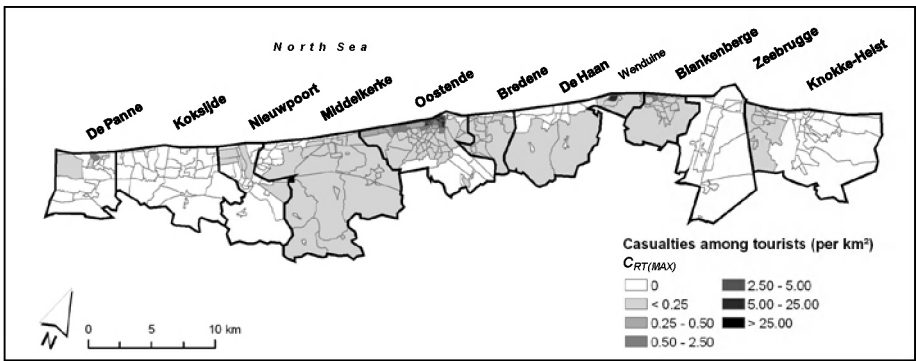 North Sea
De Panne
Koksijde
Nieuwpoort
Middelkerke
Oostende
Bredene
De Haan
Wenduine
Blankenberge
Zeebrugge
Knokke-Heist
Casualties among tourists (per km²)
CRT(MAX)
0
< 0.25
0.25 - 0.50
0.50 - 2.50
2.50 - 5.00
5.00 - 25.00
> 25.00
N
0 5 10 km